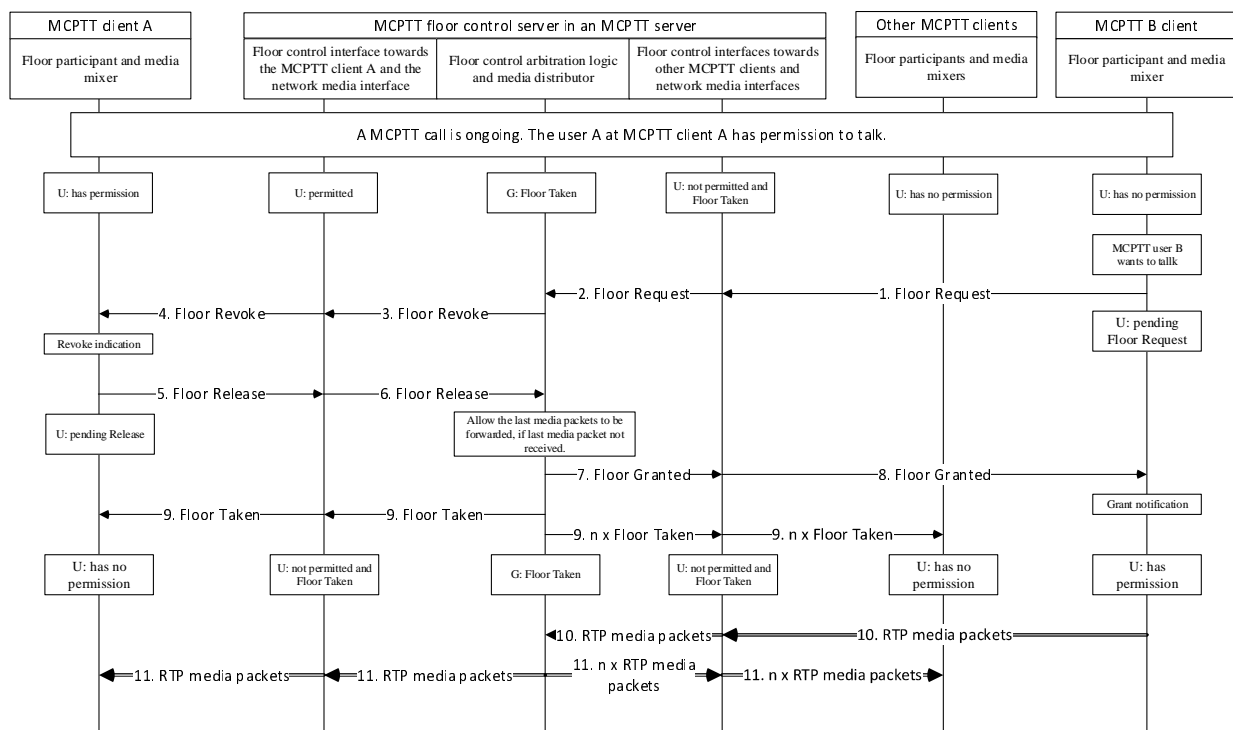 MCPTT client A
MCPTT floor control server in an MCPTT server
Other MCPTT clients
MCPTT B client
Floor participant and media
mixer
Floor control interface towards
the MCPTT client A and the
network media interface
Floor control arbitration logic
and media distributor
Floor control interfaces towards
other MCPTT clients and
network media interfaces
Floor participants and media
mixers
Floor participant and media
mixer
A MCPTT call is ongoing. The user A at MCPTT client A has permission to talk.
U: has permission
U: permitted
G: Floor Taken
U: not permitted and
Floor Taken
U: has no permission
U: has no permission
MCPTT user B
wants to tallk
2. Floor Request
1. Floor Request
4. Floor Revoke
3. Floor Revoke
Revoke indication
U: pending
Floor Request
5. Floor Release
6. Floor Release
U: pending Release
Allow the last media packets to be
forwarded, if last media packet not
received.
7. Floor Granted
8. Floor Granted
Grant notification
9. Floor Taken
9. Floor Taken
9. n x Floor Taken
9. n x Floor Taken
U: has no
permission
U: not permitted and
Floor Taken
G: Floor Taken
U: not permitted and
Floor Taken
U: has no
permission
U: has
permission
10. RTP media packets
10. RTP media packets
11. RTP media packets
11. RTP media packets
11. n x RTP media
packets
11. n x RTP media packets